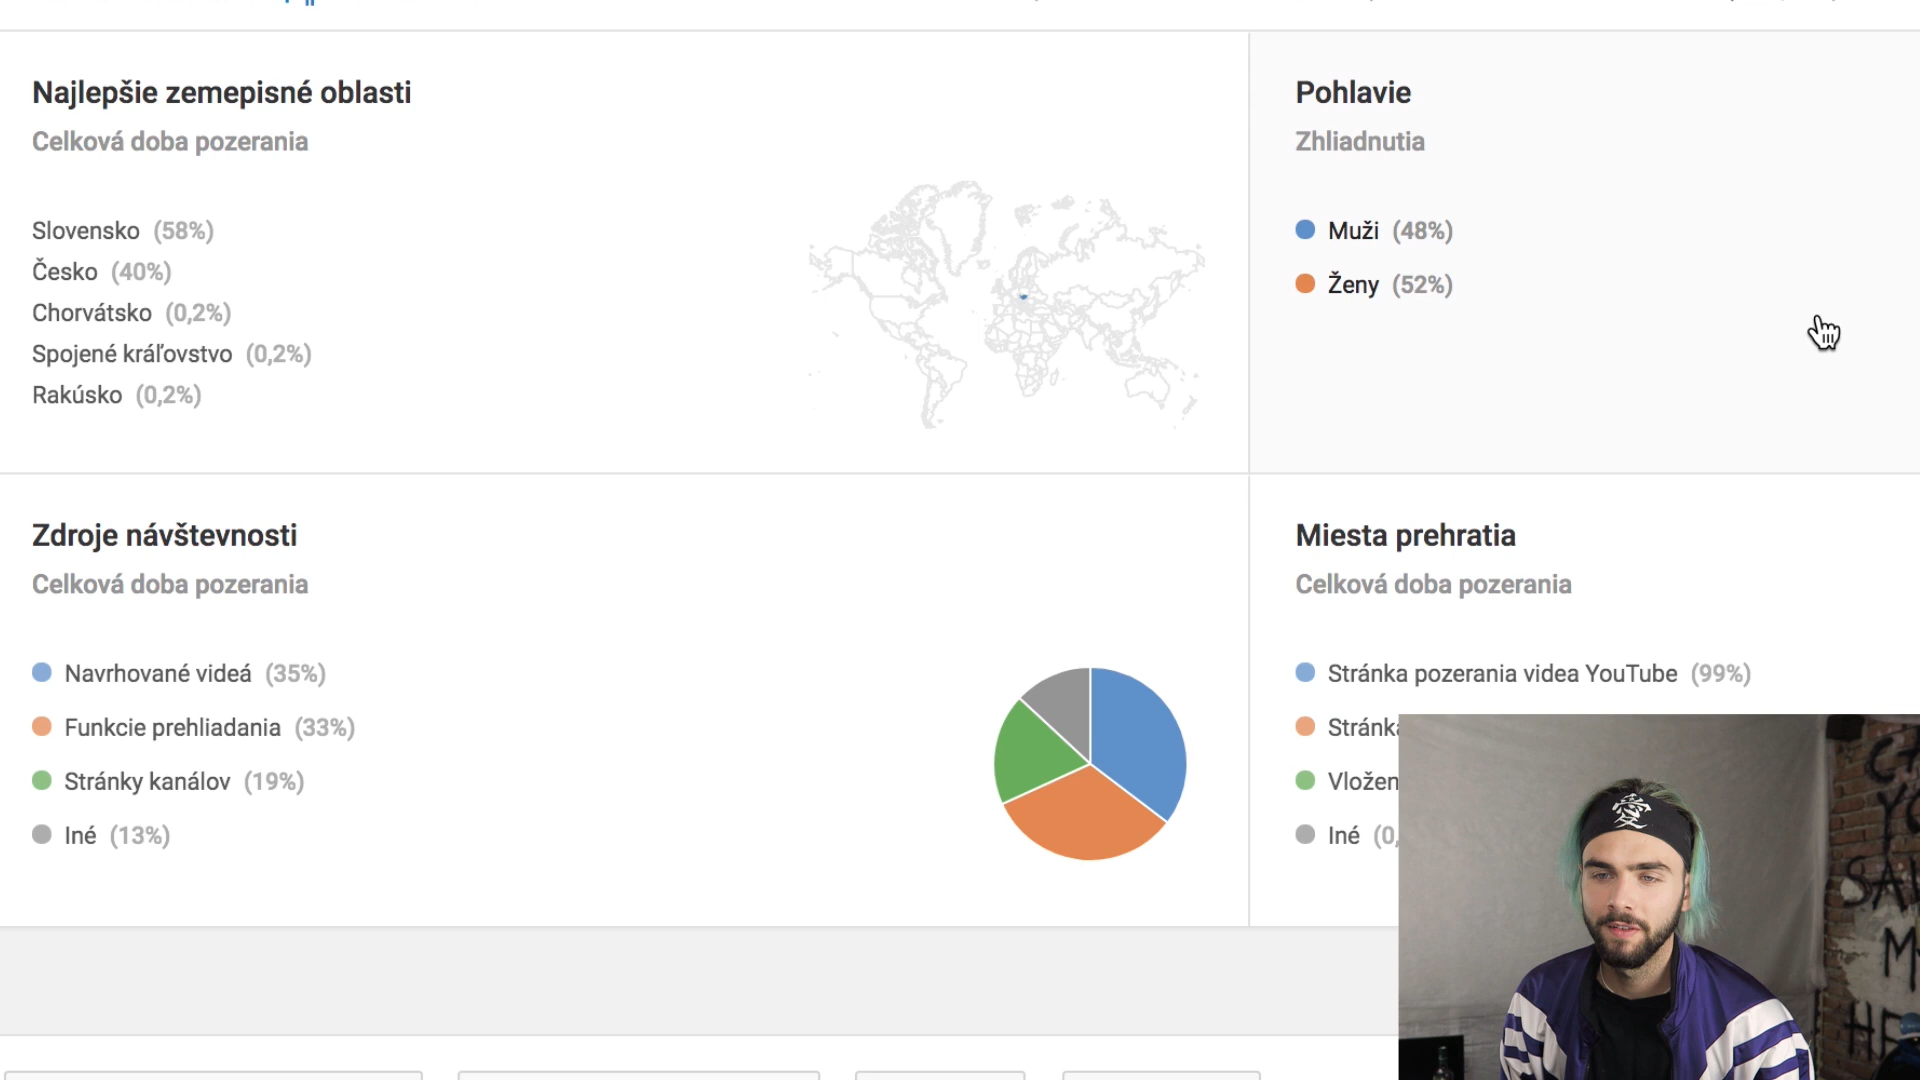 Najlepšie zemepisné oblasti
Celková doba pozerania
Slovensko (58%)
Česko (40%)
Chorvátsko (0,2%)
Spojené kráľovstvo (0,2%)
Rakúsko (0,2%)
Pohlavie
Zhliadnutia
Muži (48%)
Ženy (52%)
Zdroje návštevnosti
Celková doba pozerania
Navrhované videá (35%)
Funkcie prehliadania (33%)
Stránky kanálov (19%)
Iné (13%)
Miesta prehratia
Celková doba pozerania
Stránka pozerania videa YouTube (99%)
Iné
愛